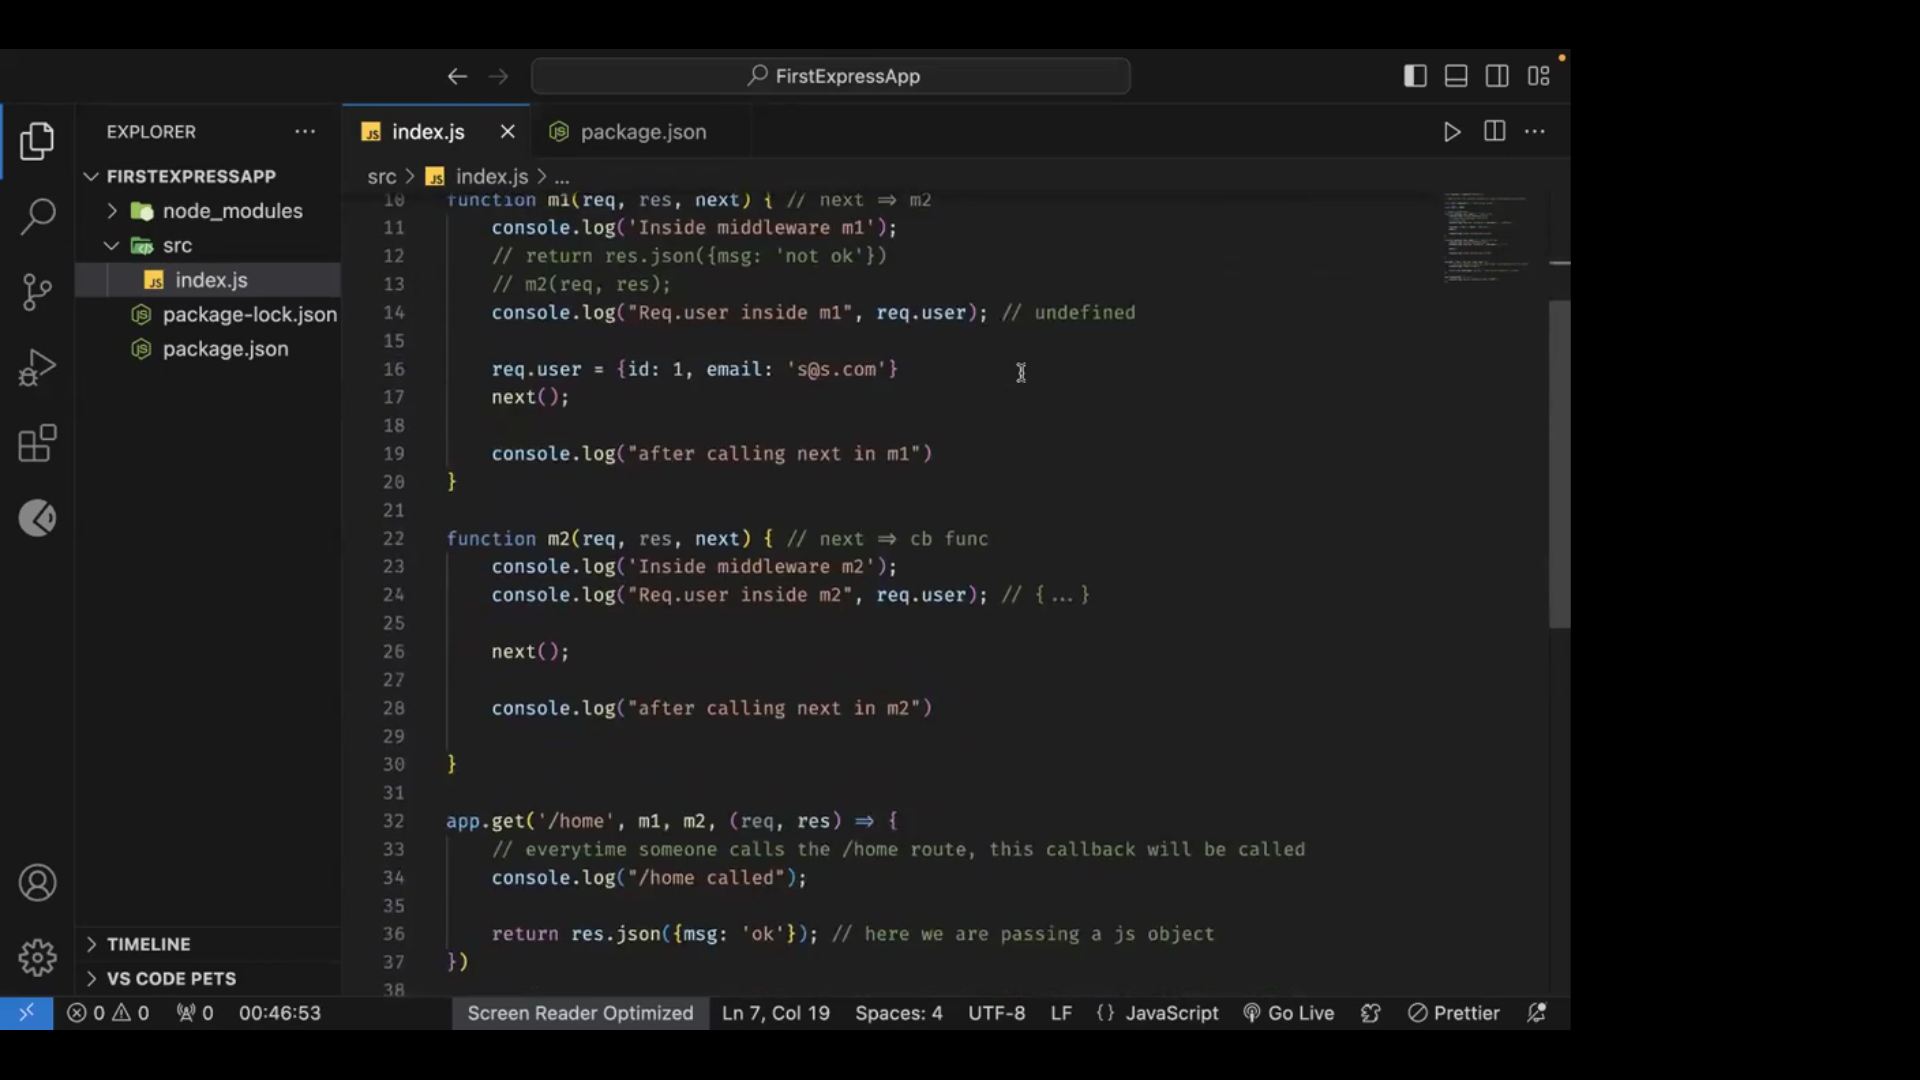 FirstExpressApp
EXPLORER
index.js
package.json
FIRSTEXPRESSAPP
src > index.js > ...
node_modules
src
index.js
package-lock.json
package.json
10 function m1(req, res, next) { // next => m2
11 console.log('Inside middleware m1');
12 // return res.json({msg: 'not ok'})
13 // m2(req, res);
14 console.log("Req.user inside m1", req.user); // undefined
15
16 req.user = {id: 1, email: 's@s.com'}
17 next();
18
19 console.log("after calling next in m1")
20 }
21
22 function m2(req, res, next) { // next => cb func
23 console.log('Inside middleware m2');
24 console.log("Req.user inside m2", req.user); // {...}
25
26 next();
27
28 console.log("after calling next in m2")
29
30 }
31
32 app.get('/home', m1, m2, (req, res) => {
33 // everytime someone calls the /home route, this callback will be called
34 console.log("/home called");
35
36 return res.json({msg: 'ok'}); // here we are passing a js object
37 })
38
TIMELINE
VS CODE PETS
0 0 0 00:46:53 Screen Reader Optimized Ln 7, Col 19 Spaces: 4 UTF-8 LF {} JavaScript Go Live Prettier